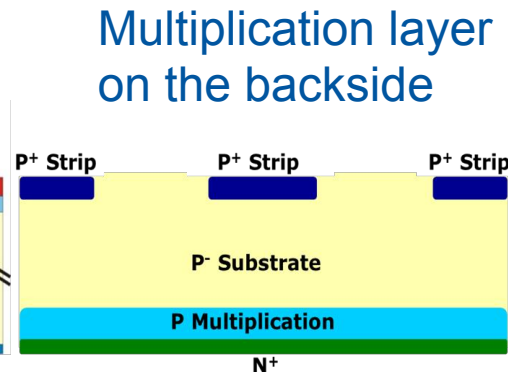 Multiplication layer
on the backside
P+ Strip P+ Strip P+ Strip
P- Substrate
P Multiplication
N+